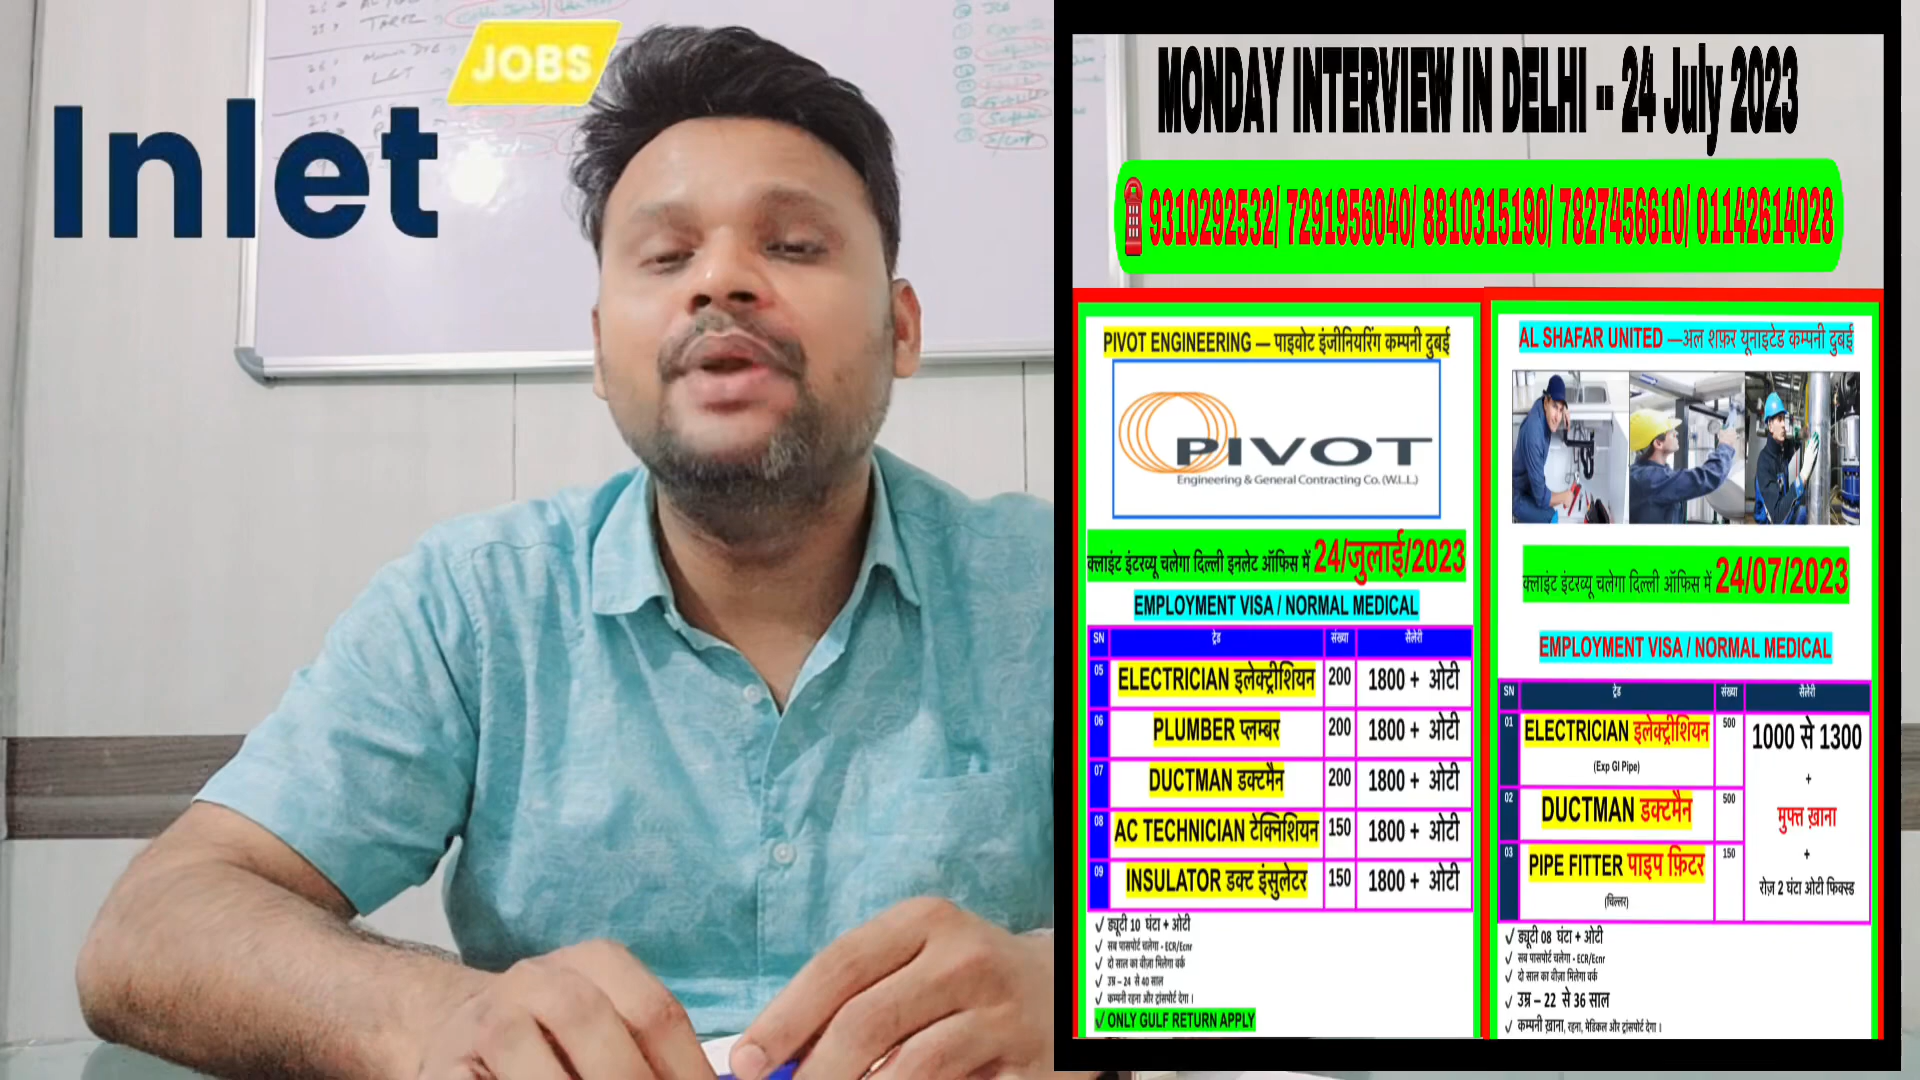 JOBS
Inlet
MONDAY INTERVIEW IN DELHI -- 24 July 2023
9310292532/ 7291956040/ 8810315190/ 7827456610/ 01142614028
PIVOT ENGINEERING — पाइवोट इंजीनियरिंग कम्पनी दुबई
PIVOT
Engineering & General Contracting Co. (W.L.L.)
क्लाइंट इंटरव्यू चलेगा दिल्ली इनलेट ऑफिस में 24/जुलाई/2023
EMPLOYMENT VISA / NORMAL MEDICAL
SN ट्रेड संख्या सैलेरी
05 ELECTRICIAN इलेक्ट्रीशियन 200 1800 + ओटी
06 PLUMBER प्लम्बर 200 1800 + ओटी
07 DUCTMAN डक्टमैन 200 1800 + ओटी
08 AC TECHNICIAN टेक्निशियन 150 1800 + ओटी
09 INSULATOR डक्ट इंसुलेटर 150 1800 + ओटी
√ ड्यूटी 10 घंटा + ओटी
√ सब पासपोर्ट चलेगा - ECR/Ecnr
√ दो साल का वीज़ा मिलेगा वर्क
√ उम्र – 24 से 40 साल
√ कम्पनी रहना और ट्रांसपोर्ट देगा ।
√ ONLY GULF RETURN APPLY
AL SHAFAR UNITED —अल शफ़र यूनाइटेड कम्पनी दुबई
क्लाइंट इंटरव्यू चलेगा दिल्ली ऑफिस में 24/07/2023
EMPLOYMENT VISA / NORMAL MEDICAL
SN ट्रेड संख्या सैलेरी
01 ELECTRICIAN इलेक्ट्रीशियन 500 1000 से 1300
(Exp GI Pipe) +
02 DUCTMAN डक्टमैन 500 मुफ्त ख़ाना
+
03 PIPE FITTER पाइप फ़िटर 150 रोज़ 2 घंटा ओटी फिक्स्ड
(चिल्लर)
√ ड्यूटी 08 घंटा + ओटी
√ सब पासपोर्ट चलेगा - ECR/Ecnr
√ दो साल का वीज़ा मिलेगा वर्क
√ उम्र – 22 से 36 साल
√ कम्पनी ख़ाना, रहना, मेडिकल और ट्रांसपोर्ट देगा ।